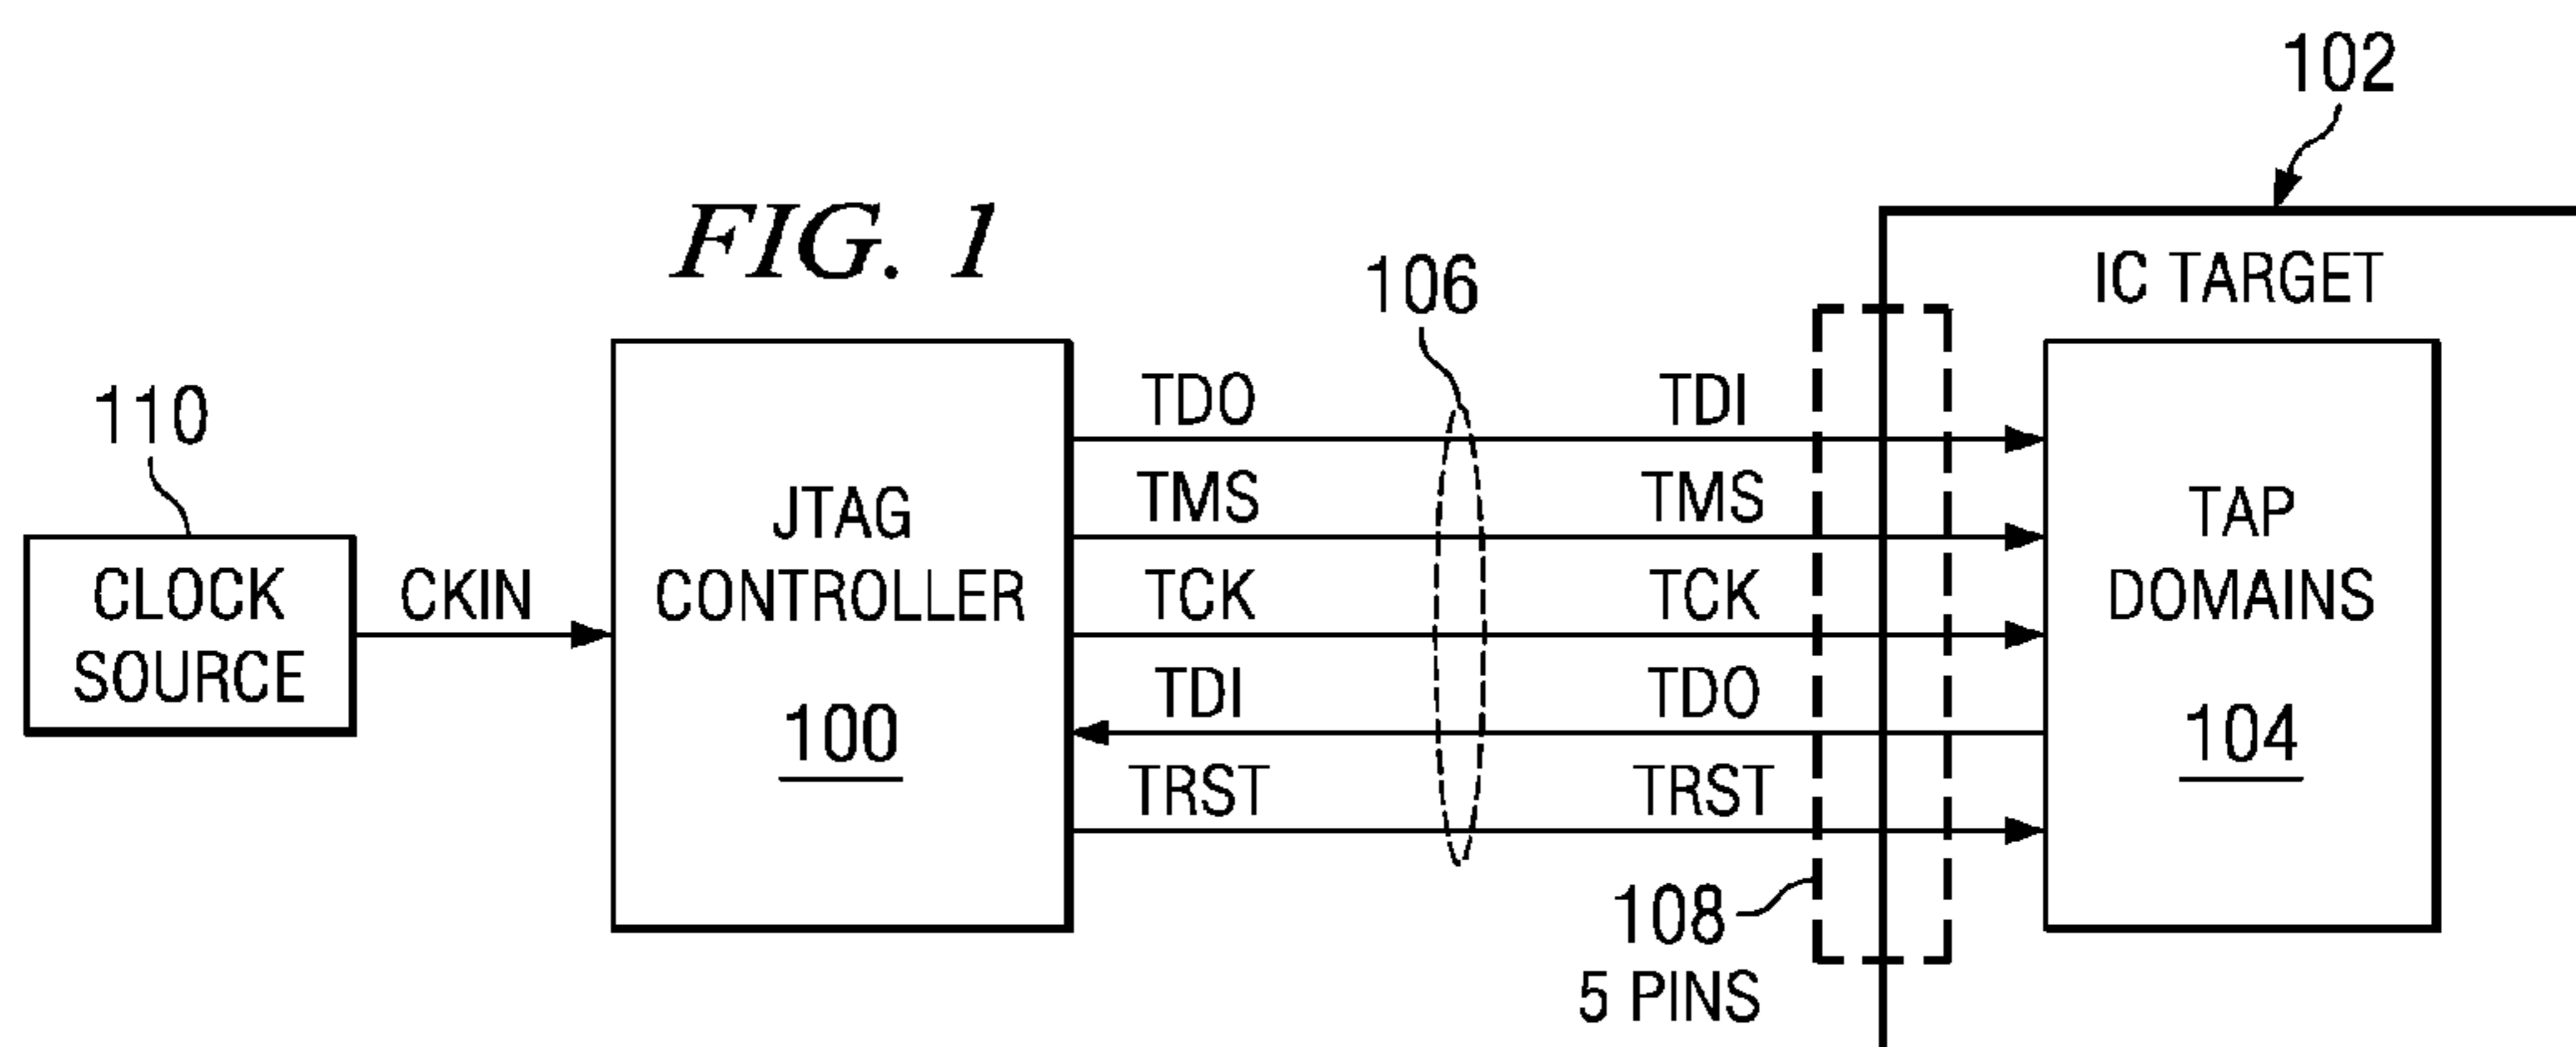 102
FIG. 1
IC TARGET
106
110
TDO TDI
TMS TMS
JTAG
CONTROLLER
100
TAP
DOMAINS
104
CLOCK
SOURCE
CKIN
TCK TCK
TDI TDO
TRST TRST
108
5 PINS